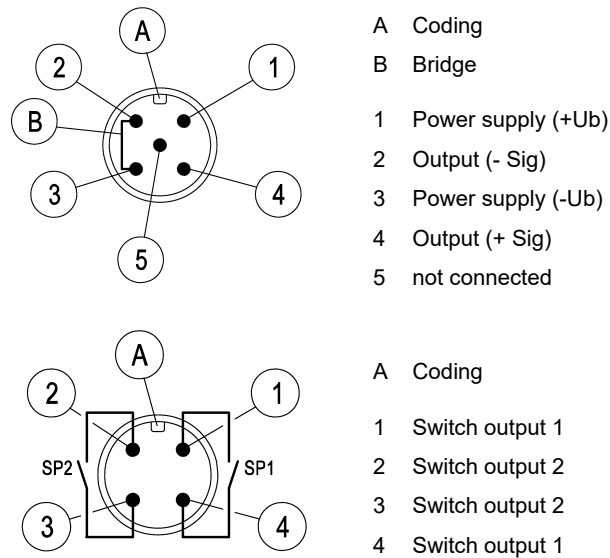 A
2
1
B
3
4
5
A Coding
B Bridge
1 Power supply (+Ub)
2 Output (- Sig)
3 Power supply (-Ub)
4 Output (+ Sig)
5 not connected
A
2
1
SP2
SP1
3
4
A Coding
1 Switch output 1
2 Switch output 2
3 Switch output 2
4 Switch output 1